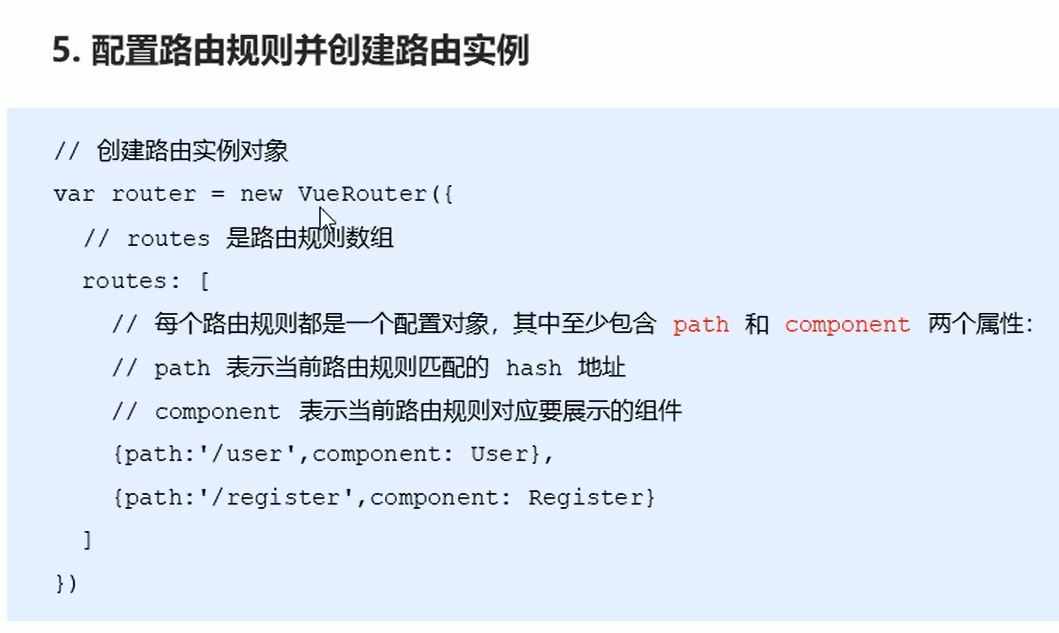 5. 配置路由规则并创建路由实例
// 创建路由实例对象
var router = new VueRouter({
// routes 是路由规则数组
routes: [
// 每个路由规则都是一个配置对象，其中至少包含 path 和 component 两个属性：
// path 表示当前路由规则匹配的 hash 地址
// component 表示当前路由规则对应要展示的组件
{path:'/user',component: User},
{path:'/register',component: Register}
]
})